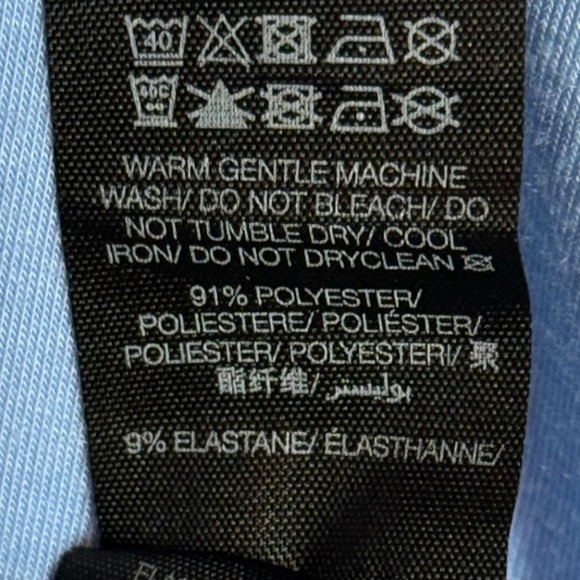 40
WARM GENTLE MACHINE
WASH/ DO NOT BLEACH/ DO
NOT TUMBLE DRY/ COOL
IRON/ DO NOT DRYCLEAN
91% POLYESTER/
POLIESTERE/ POLIÉSTER/
POLIESTER/ POLYESTERI/ 聚
酯纤维/ بوليستر
9% ELASTANE/ ÉLASTHANNE/